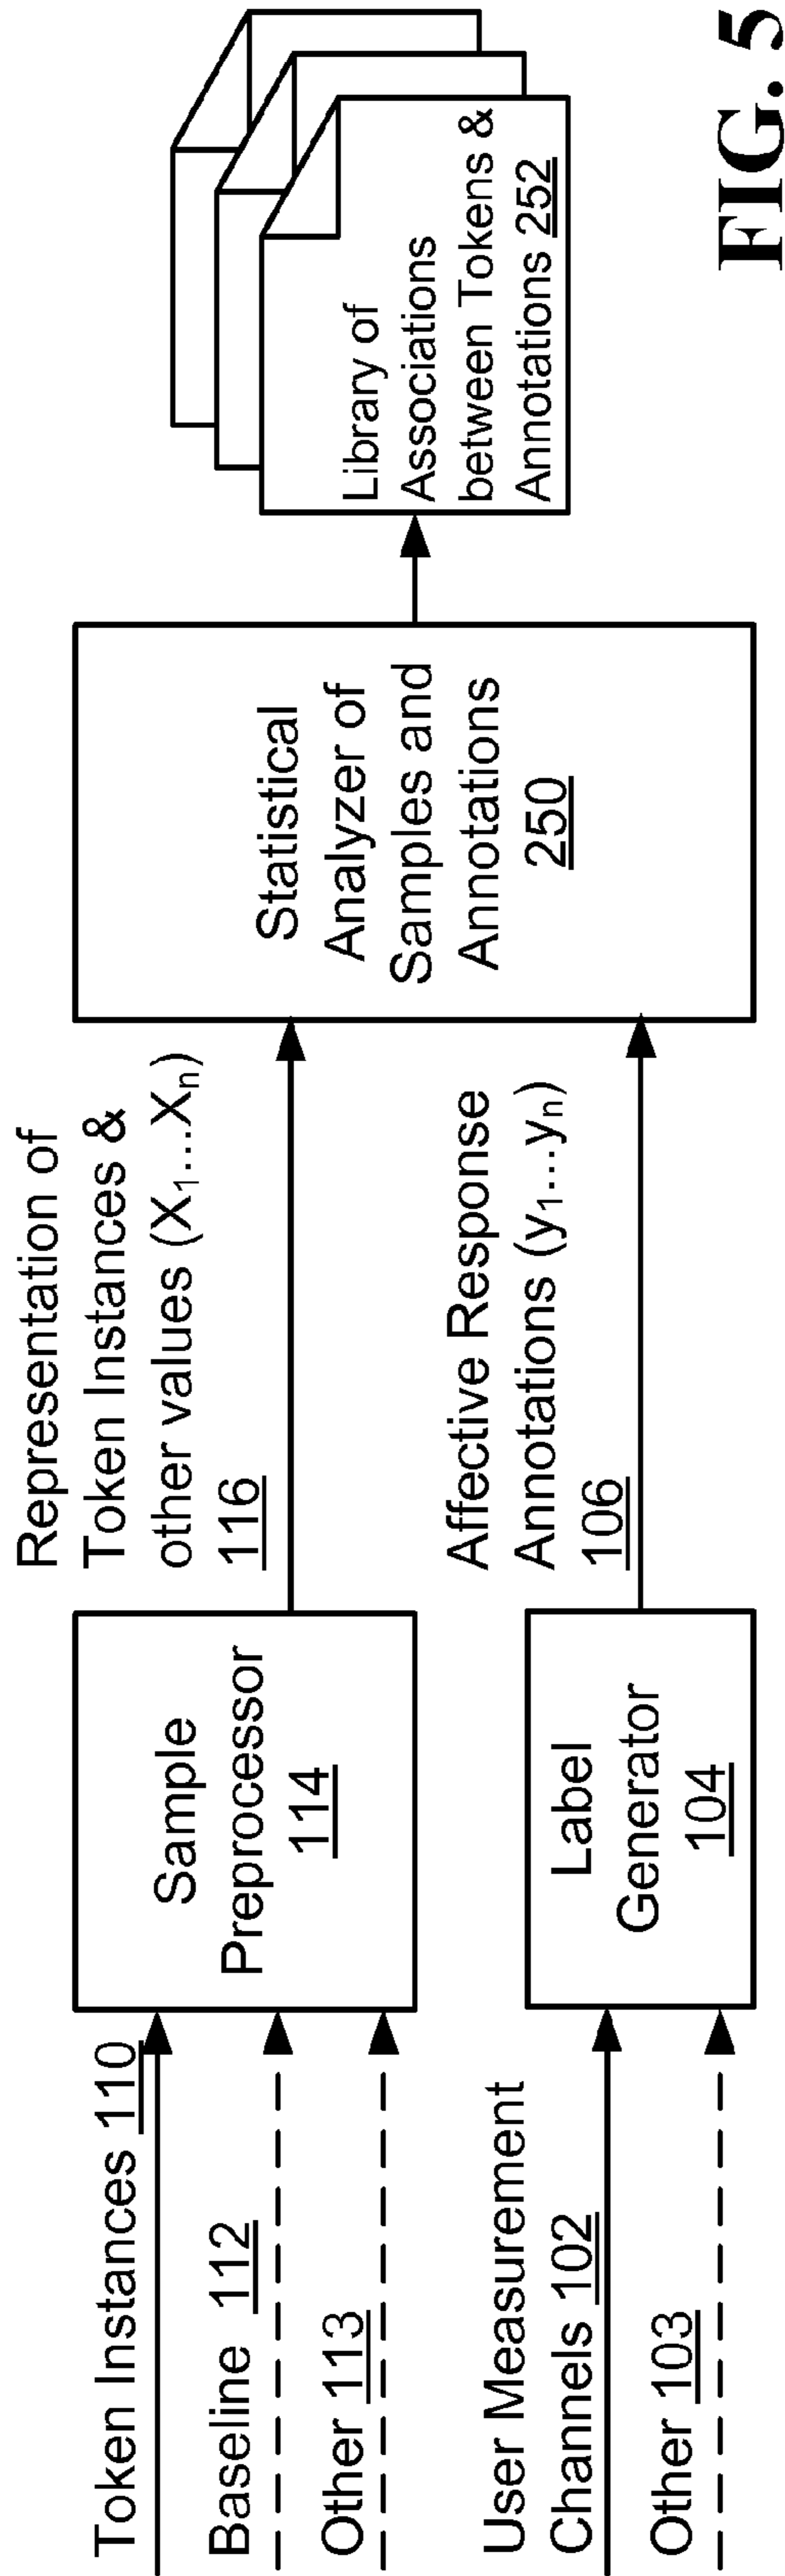 Token Instances 110
Baseline 112
Other 113
Sample
Preprocessor
114
Representation of
Token Instances &
other values (X₁...Xₙ)
116
User Measurement
Channels 102
Other 103
Label
Generator
104
Affective Response
Annotations (y₁...yₙ)
106
Statistical
Analyzer of
Samples and
Annotations
250
Library of
Associations
between Tokens &
Annotations 252
FIG. 5